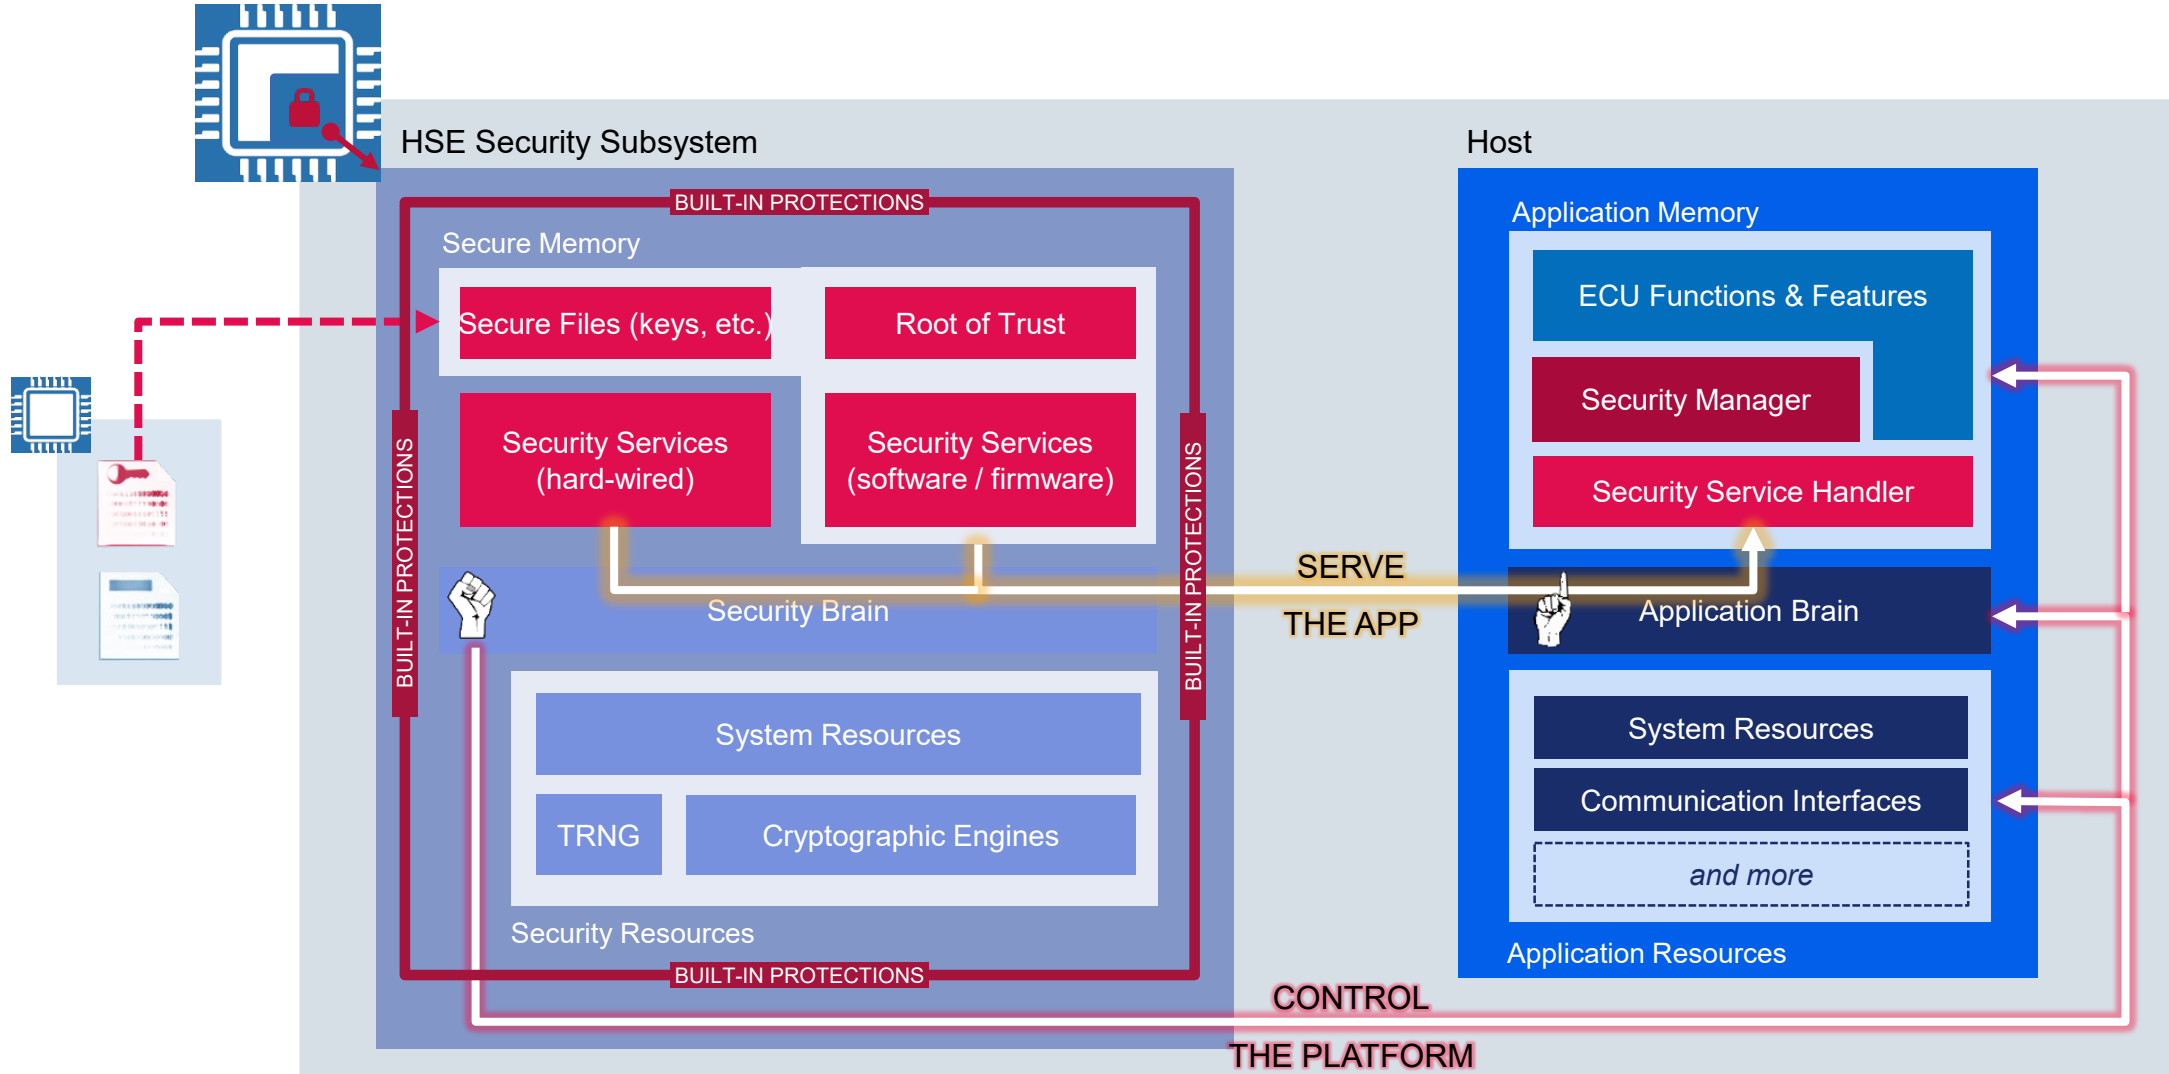 HSE Security Subsystem
BUILT-IN PROTECTIONS
Secure Memory
Secure Files (keys, etc.)
Root of Trust
Security Services
(hard-wired)
Security Services
(software / firmware)
BUILT-IN PROTECTIONS
BUILT-IN PROTECTIONS
Security Brain
System Resources
TRNG
Cryptographic Engines
Security Resources
BUILT-IN PROTECTIONS
SERVE
THE APP
CONTROL
THE PLATFORM
Host
Application Memory
ECU Functions & Features
Security Manager
Security Service Handler
Application Brain
System Resources
Communication Interfaces
and more
Application Resources